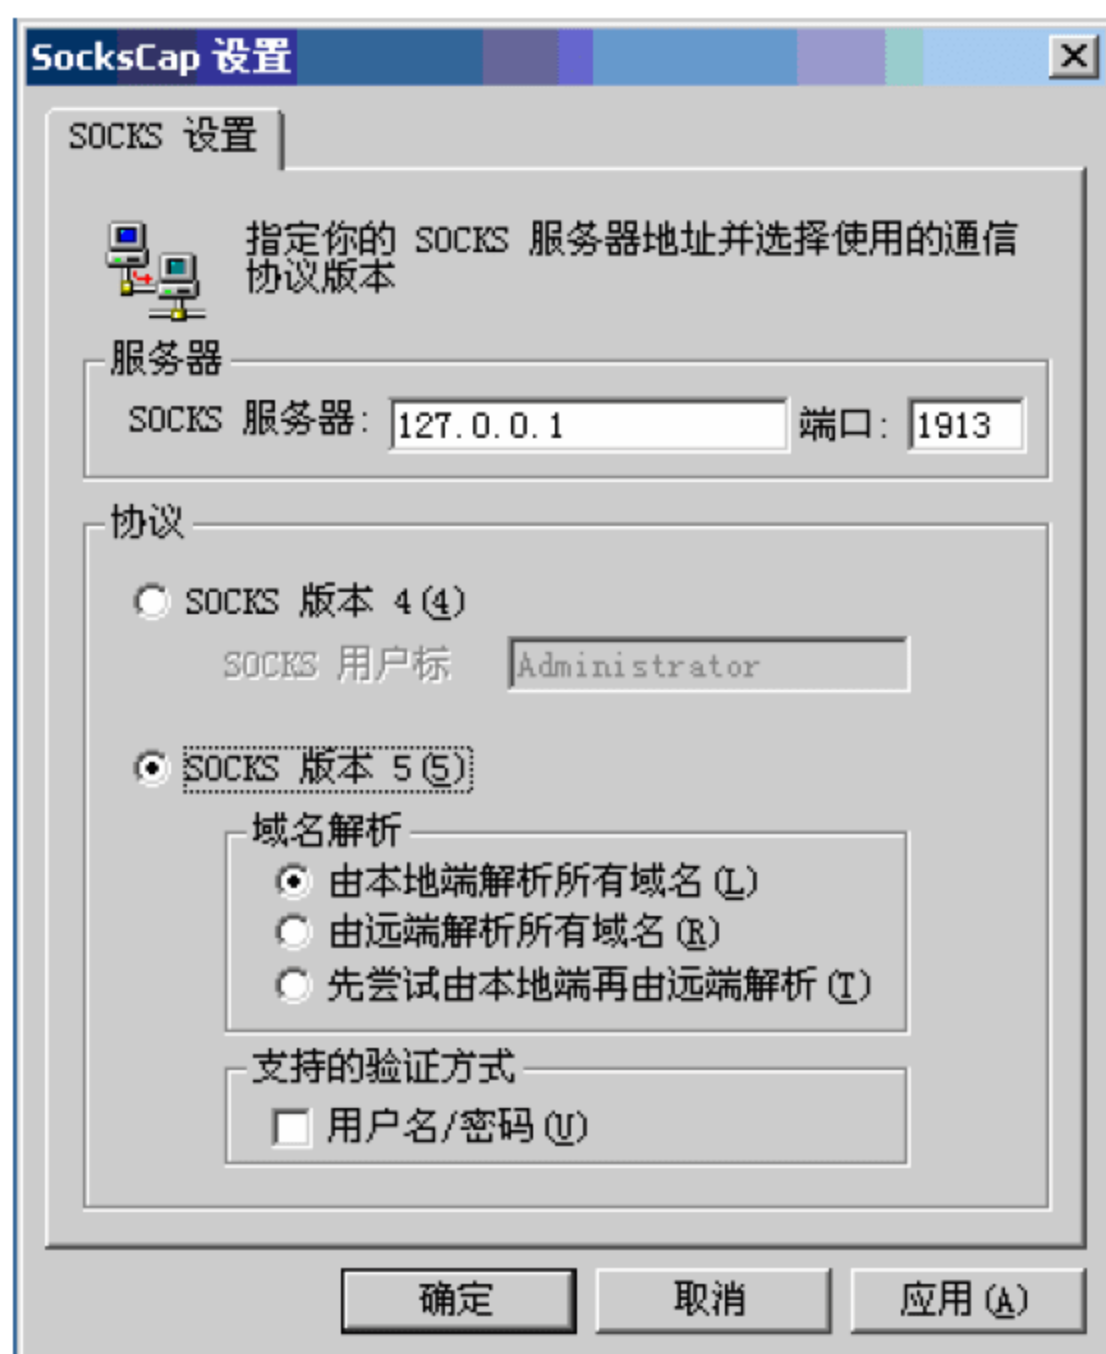 SocksCap 设置
SOCKS 设置
指定你的 SOCKS 服务器地址并选择使用的通信
协议版本
服务器
SOCKS 服务器: 127.0.0.1 端口: 1913
协议
SOCKS 版本 4(4)
SOCKS 用户标 Administrator
SOCKS 版本 5(5)
域名解析
由本地端解析所有域名(L)
由远端解析所有域名(R)
先尝试由本地端再由远端解析(T)
支持的验证方式
用户名/密码(U)
确定 取消 应用(A)